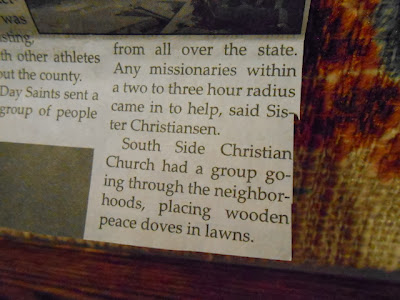 was
th other athletes
out the county.
Day Saints sent a
group of people
from all over the state.
Any missionaries within
a two to three hour radius
came in to help, said Sis-
ter Christiansen.
South Side Christian
Church had a group go-
ing through the neighbor-
hoods, placing wooden
peace doves in lawns.